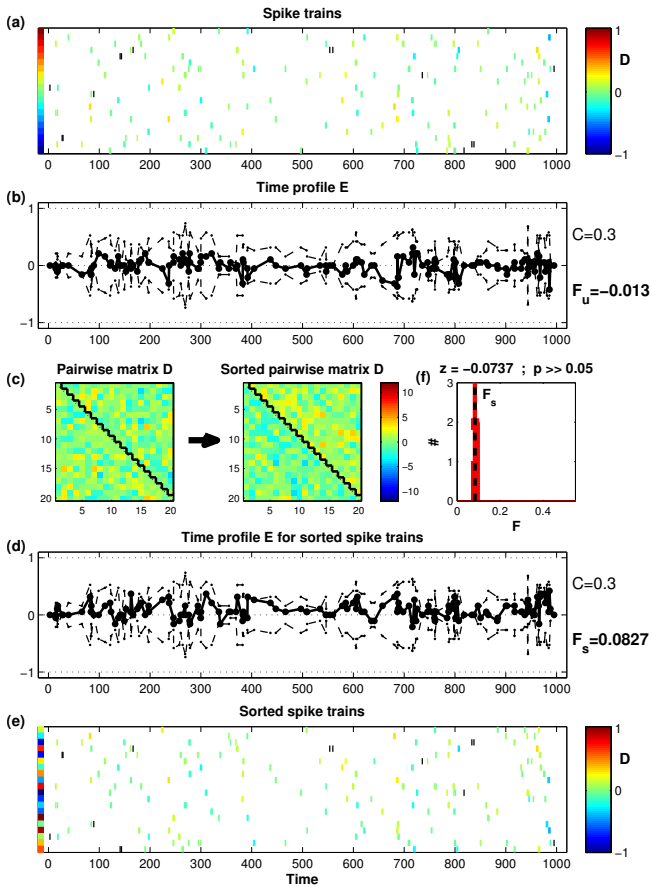 (a)
Spike trains
1
D
0
−1
0 100 200 300 400 500 600 700 800 900 1000
(b)
Time profile E
1
0
−1
C=0.3
F_u=−0.013
0 100 200 300 400 500 600 700 800 900 1000
(c)
Pairwise matrix D
5
10
15
20
5 10 15 20
Sorted pairwise matrix D
5
10
15
20
5 10 15 20
10
5
0
−5
−10
(f)
z = −0.0737 ; p >> 0.05
F_s
3
2
1
0
#
0 0.5
F
(d)
Time profile E for sorted spike trains
1
0
−1
C=0.3
F_s=0.0827
0 100 200 300 400 500 600 700 800 900 1000
(e)
Sorted spike trains
1
D
0
−1
0 100 200 300 400 500 600 700 800 900 1000
Time